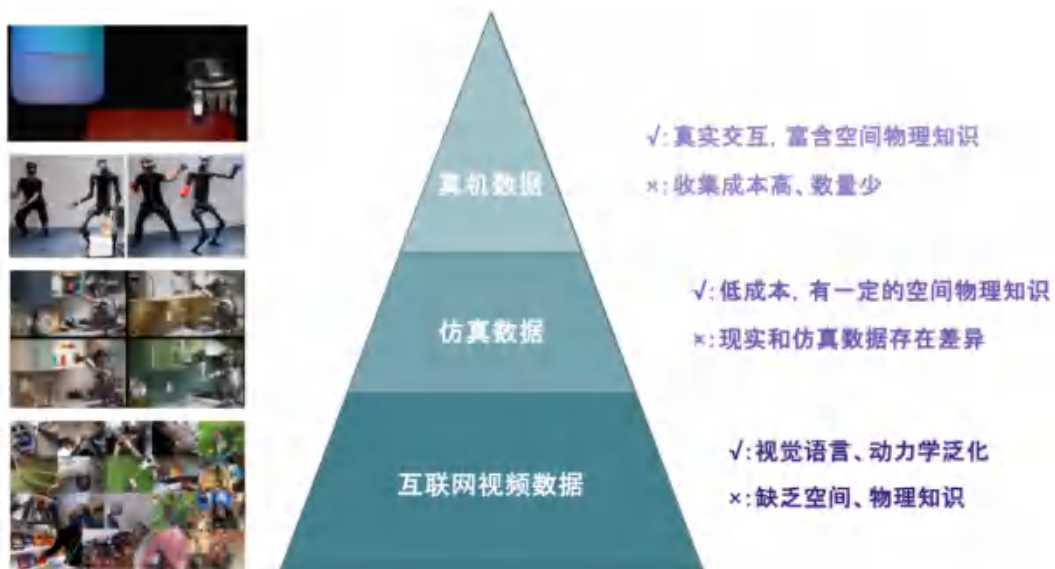 真机数据
√:真实交互, 富含空间物理知识
×:收集成本高、数量少
仿真数据
√:低成本, 有一定的空间物理知识
×:现实和仿真数据存在差异
互联网视频数据
√:视觉语言、动力学泛化
×:缺乏空间、物理知识